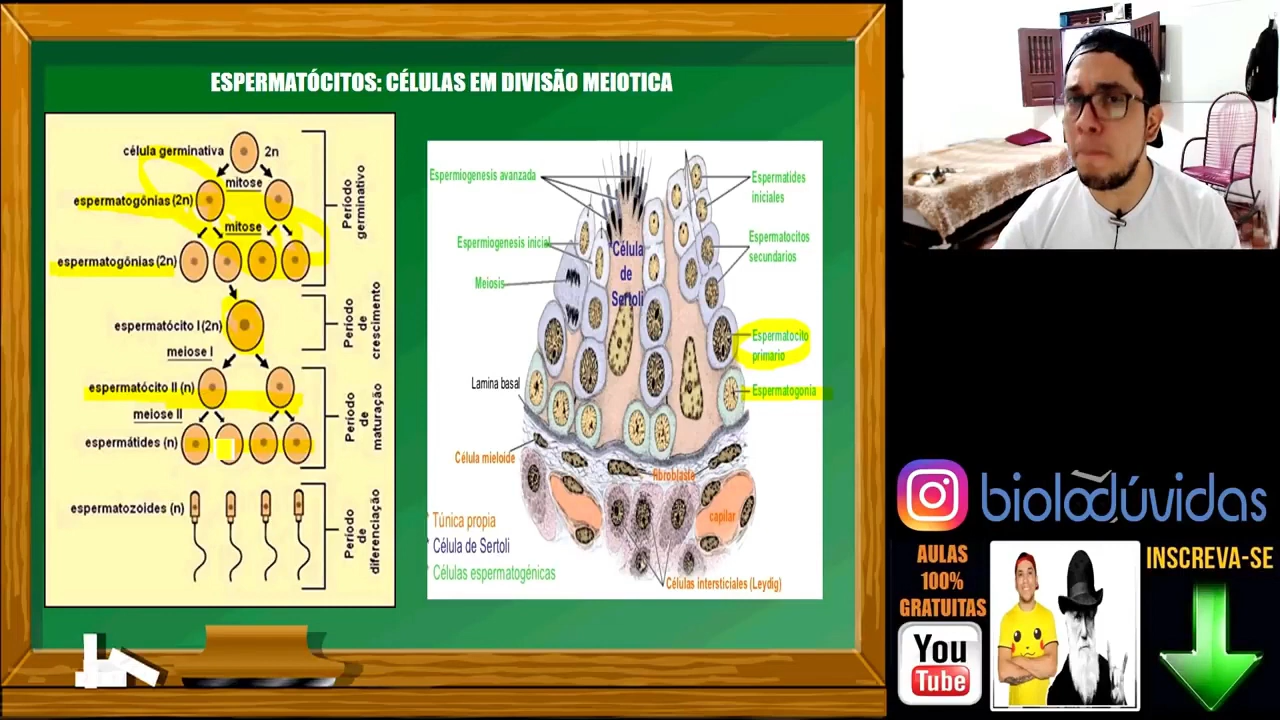 ESPERMATÓCITOS: CÉLULAS EM DIVISÃO MEIOTICA
célula germinativa 2n
mitose
espermatogônias (2n)
mitose
espermatogônias (2n)
Período germinativo
espermatócito I (2n)
Período de crescimento
meiose I
espermatócito II (n)
meiose II
Período de maturação
espermátides (n)
espermatozoides (n)
Período de diferenciação
Espermiogenesis avanzada
Espermiogenesis inicial
Meiosis
Lamina basal
Célula mieloide
Célula
de
Sertoli
Espermatides
iniciales
Espermatocitos
secundarios
Espermatocito
primario
Espermatogonia
fibroblasto
capilar
Células intersticiales (Leydig)
* Túnica propia
* Célula de Sertoli
* Células espermatogénicas
biolodúvidas
AULAS
100%
GRATUITAS
You
Tube
INSCREVA-SE